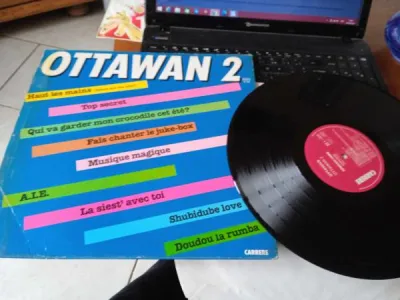 OTTAWAN 2
Haut les mains
Top secret
Qui va garder mon crocodile cet été?
Fais chanter le juke-box
Musique magique
A.I.E.
La siest' avec toi
Shubidube love
Doudou la rumba
CARRERE